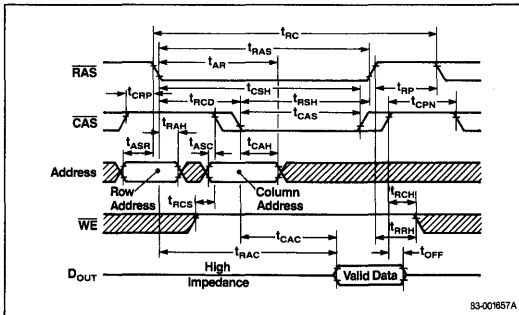 tRC
tRAS
tAR
RAS
tCSH
tRP
tCRP
tRCD
tRSH
tCPN
CAS
tRAH
tCAS
tASR
tASC
tCAH
Address
Row
Address
Column
Address
tRCS
tRCH
WE
tCAC
tRRH
tRAC
tOFF
DOUT
High
Impedance
Valid Data
83-001657A